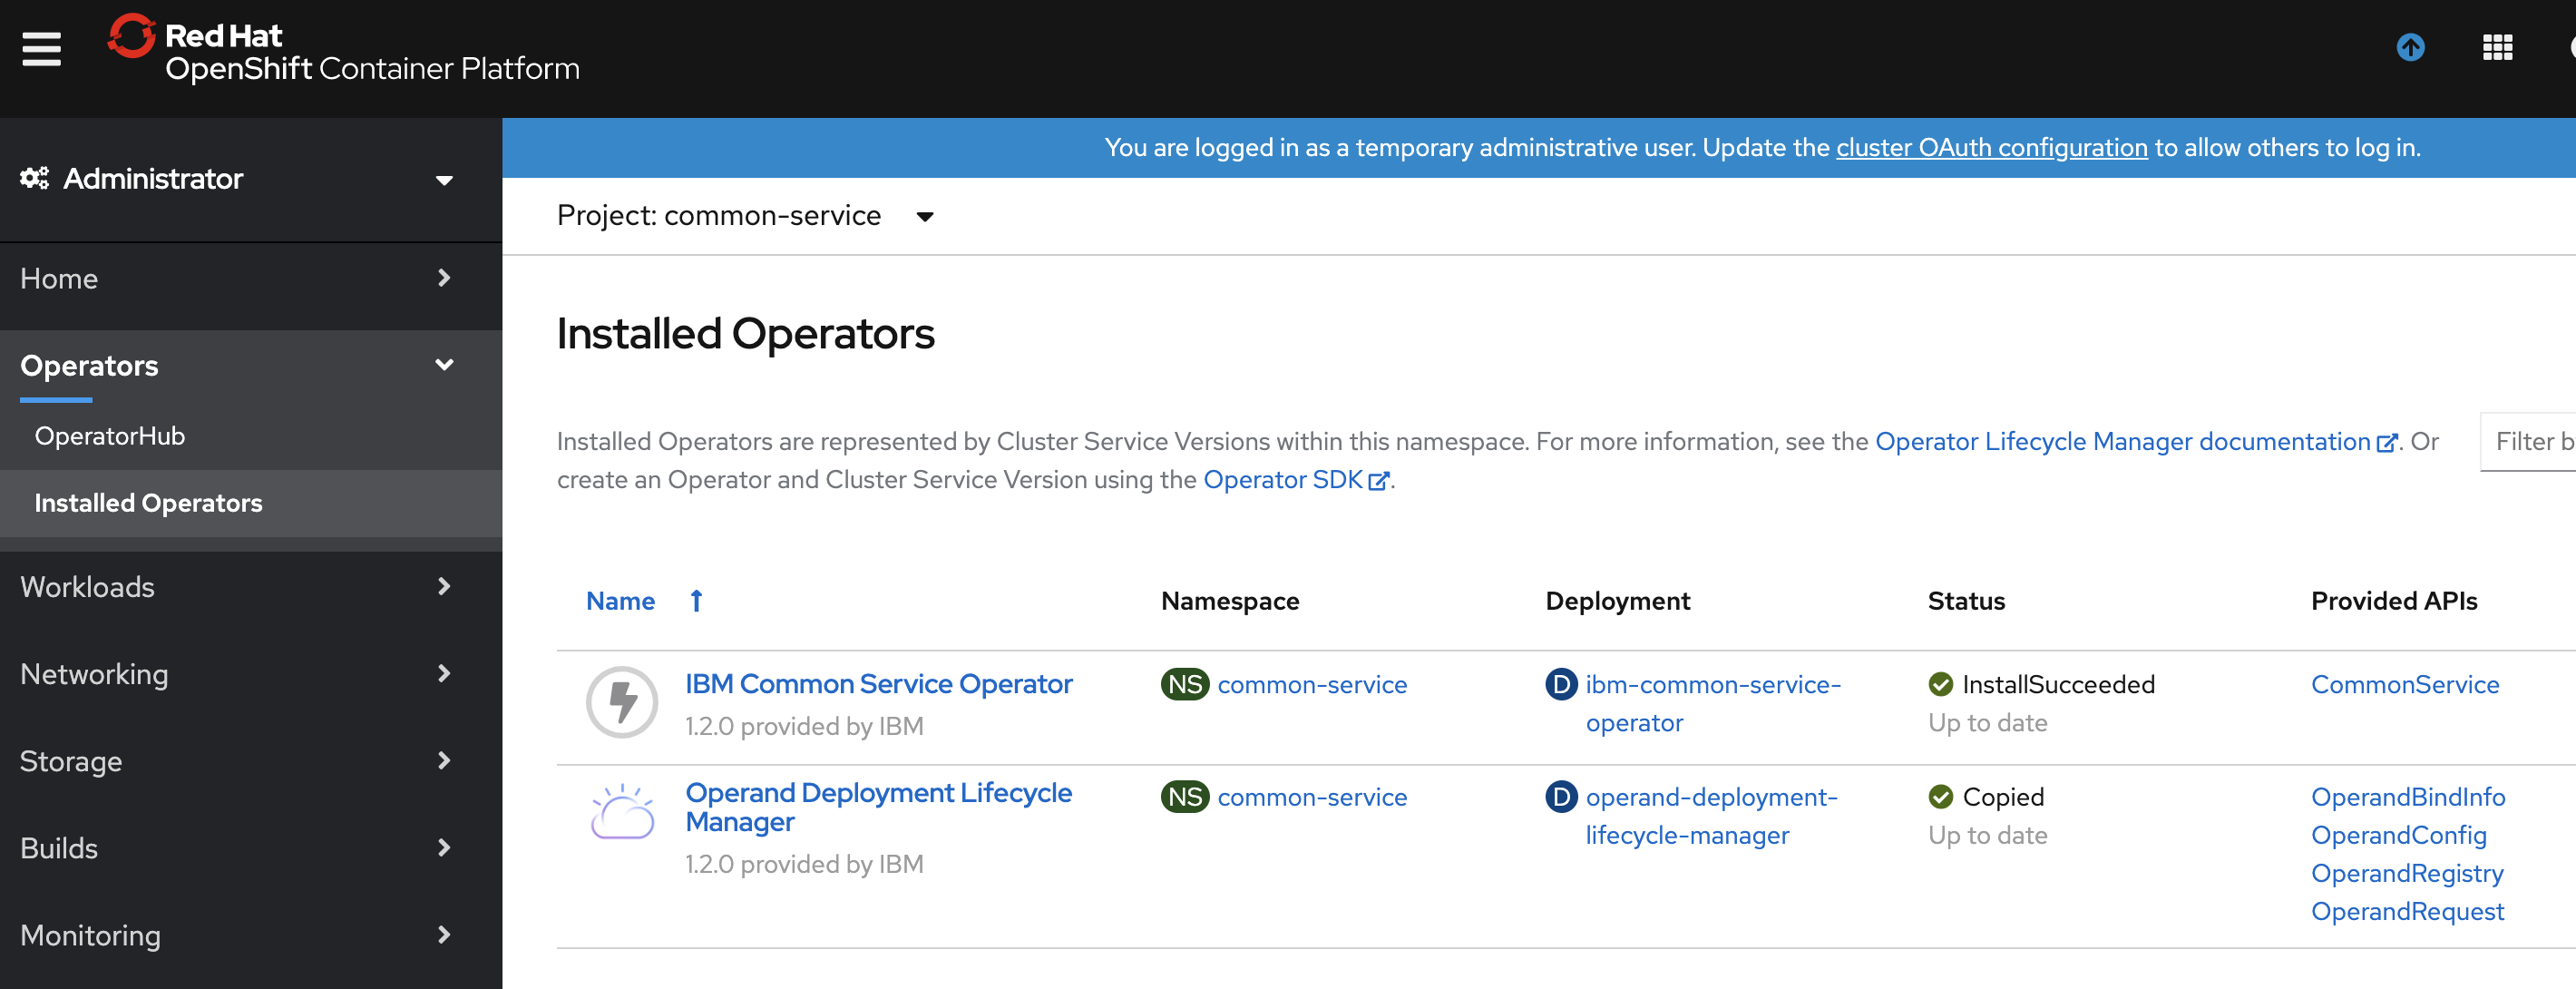 Red Hat
OpenShift Container Platform
You are logged in as a temporary administrative user. Update the cluster OAuth configuration to allow others to log in.
Administrator
Home
Operators
OperatorHub
Installed Operators
Workloads
Networking
Storage
Builds
Monitoring
Project: common-service
Installed Operators
Installed Operators are represented by Cluster Service Versions within this namespace. For more information, see the Operator Lifecycle Manager documentation. Or
create an Operator and Cluster Service Version using the Operator SDK.
Filter b
Name Namespace Deployment Status Provided APIs
IBM Common Service Operator
1.2.0 provided by IBM
NS common-service
D ibm-common-service-
operator
InstallSucceeded
Up to date
CommonService
Operand Deployment Lifecycle
Manager
1.2.0 provided by IBM
NS common-service
D operand-deployment-
lifecycle-manager
Copied
Up to date
OperandBindInfo
OperandConfig
OperandRegistry
OperandRequest